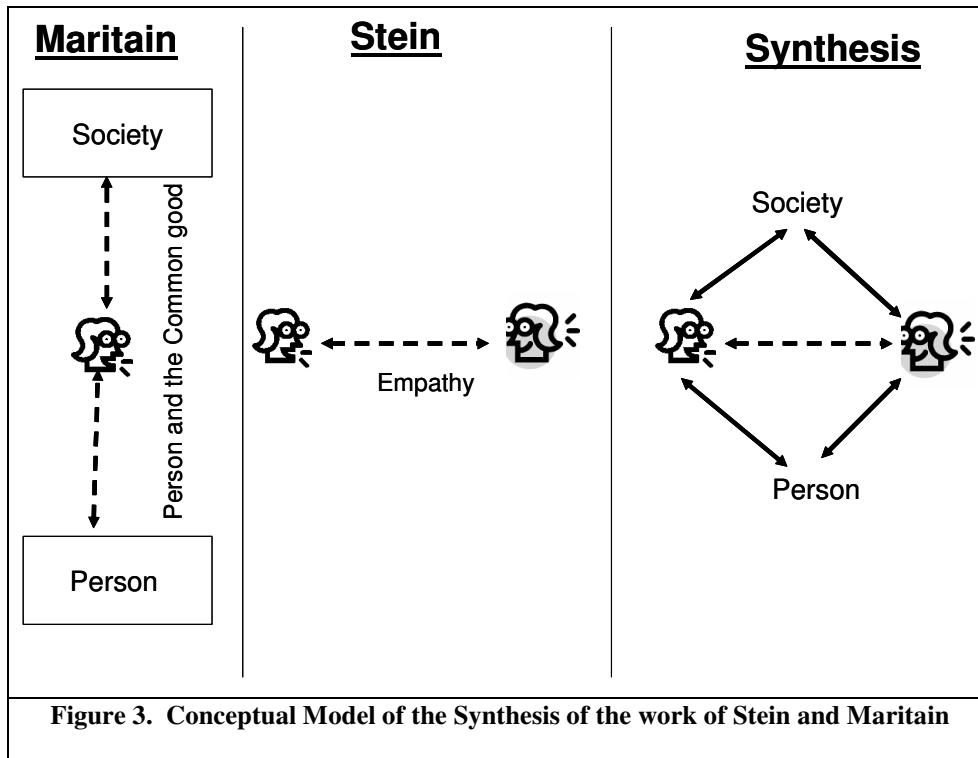 Maritain
Society
Person and the Common good
Person
Stein
Empathy
Synthesis
Society
Person
Figure 3. Conceptual Model of the Synthesis of the work of Stein and Maritain